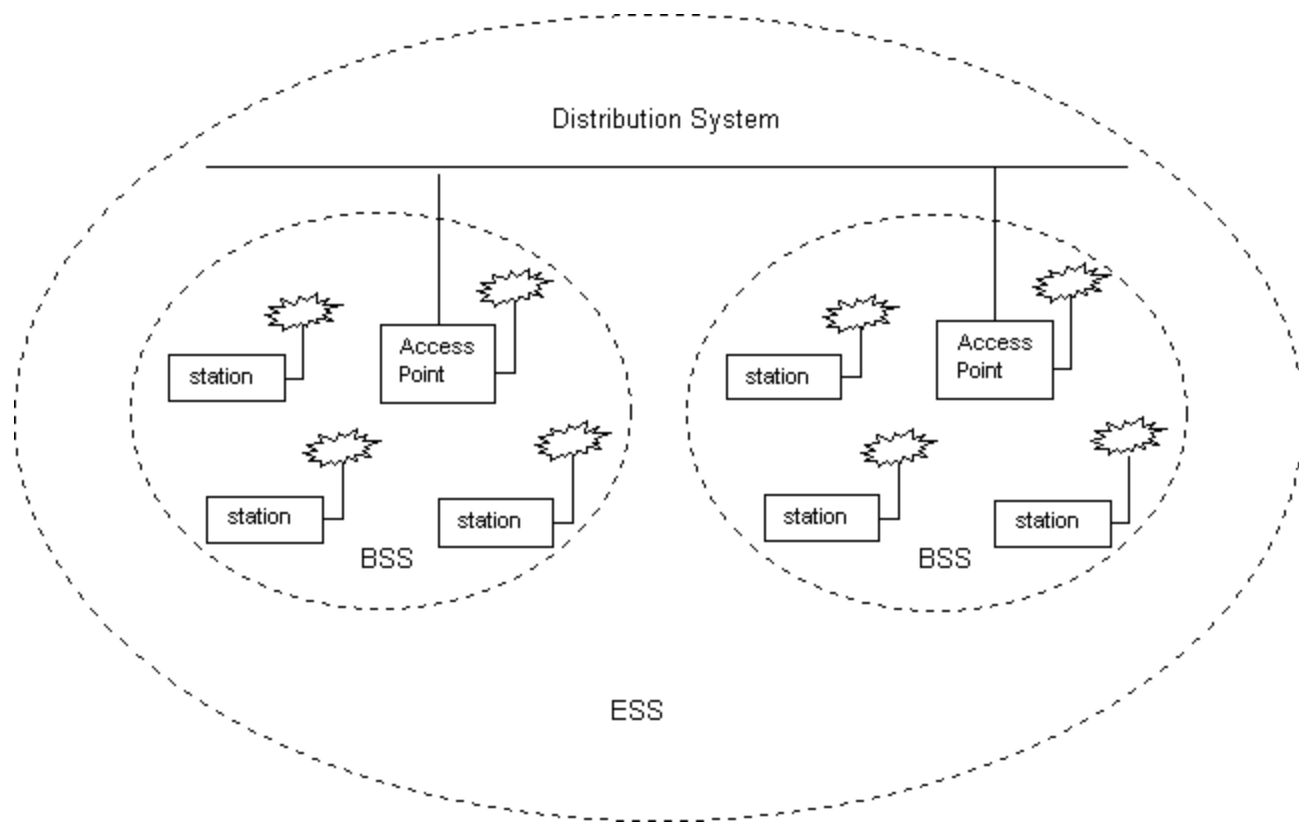 Distribution System
Access
Point
station
station
station
BSS
Access
Point
station
station
station
BSS
ESS